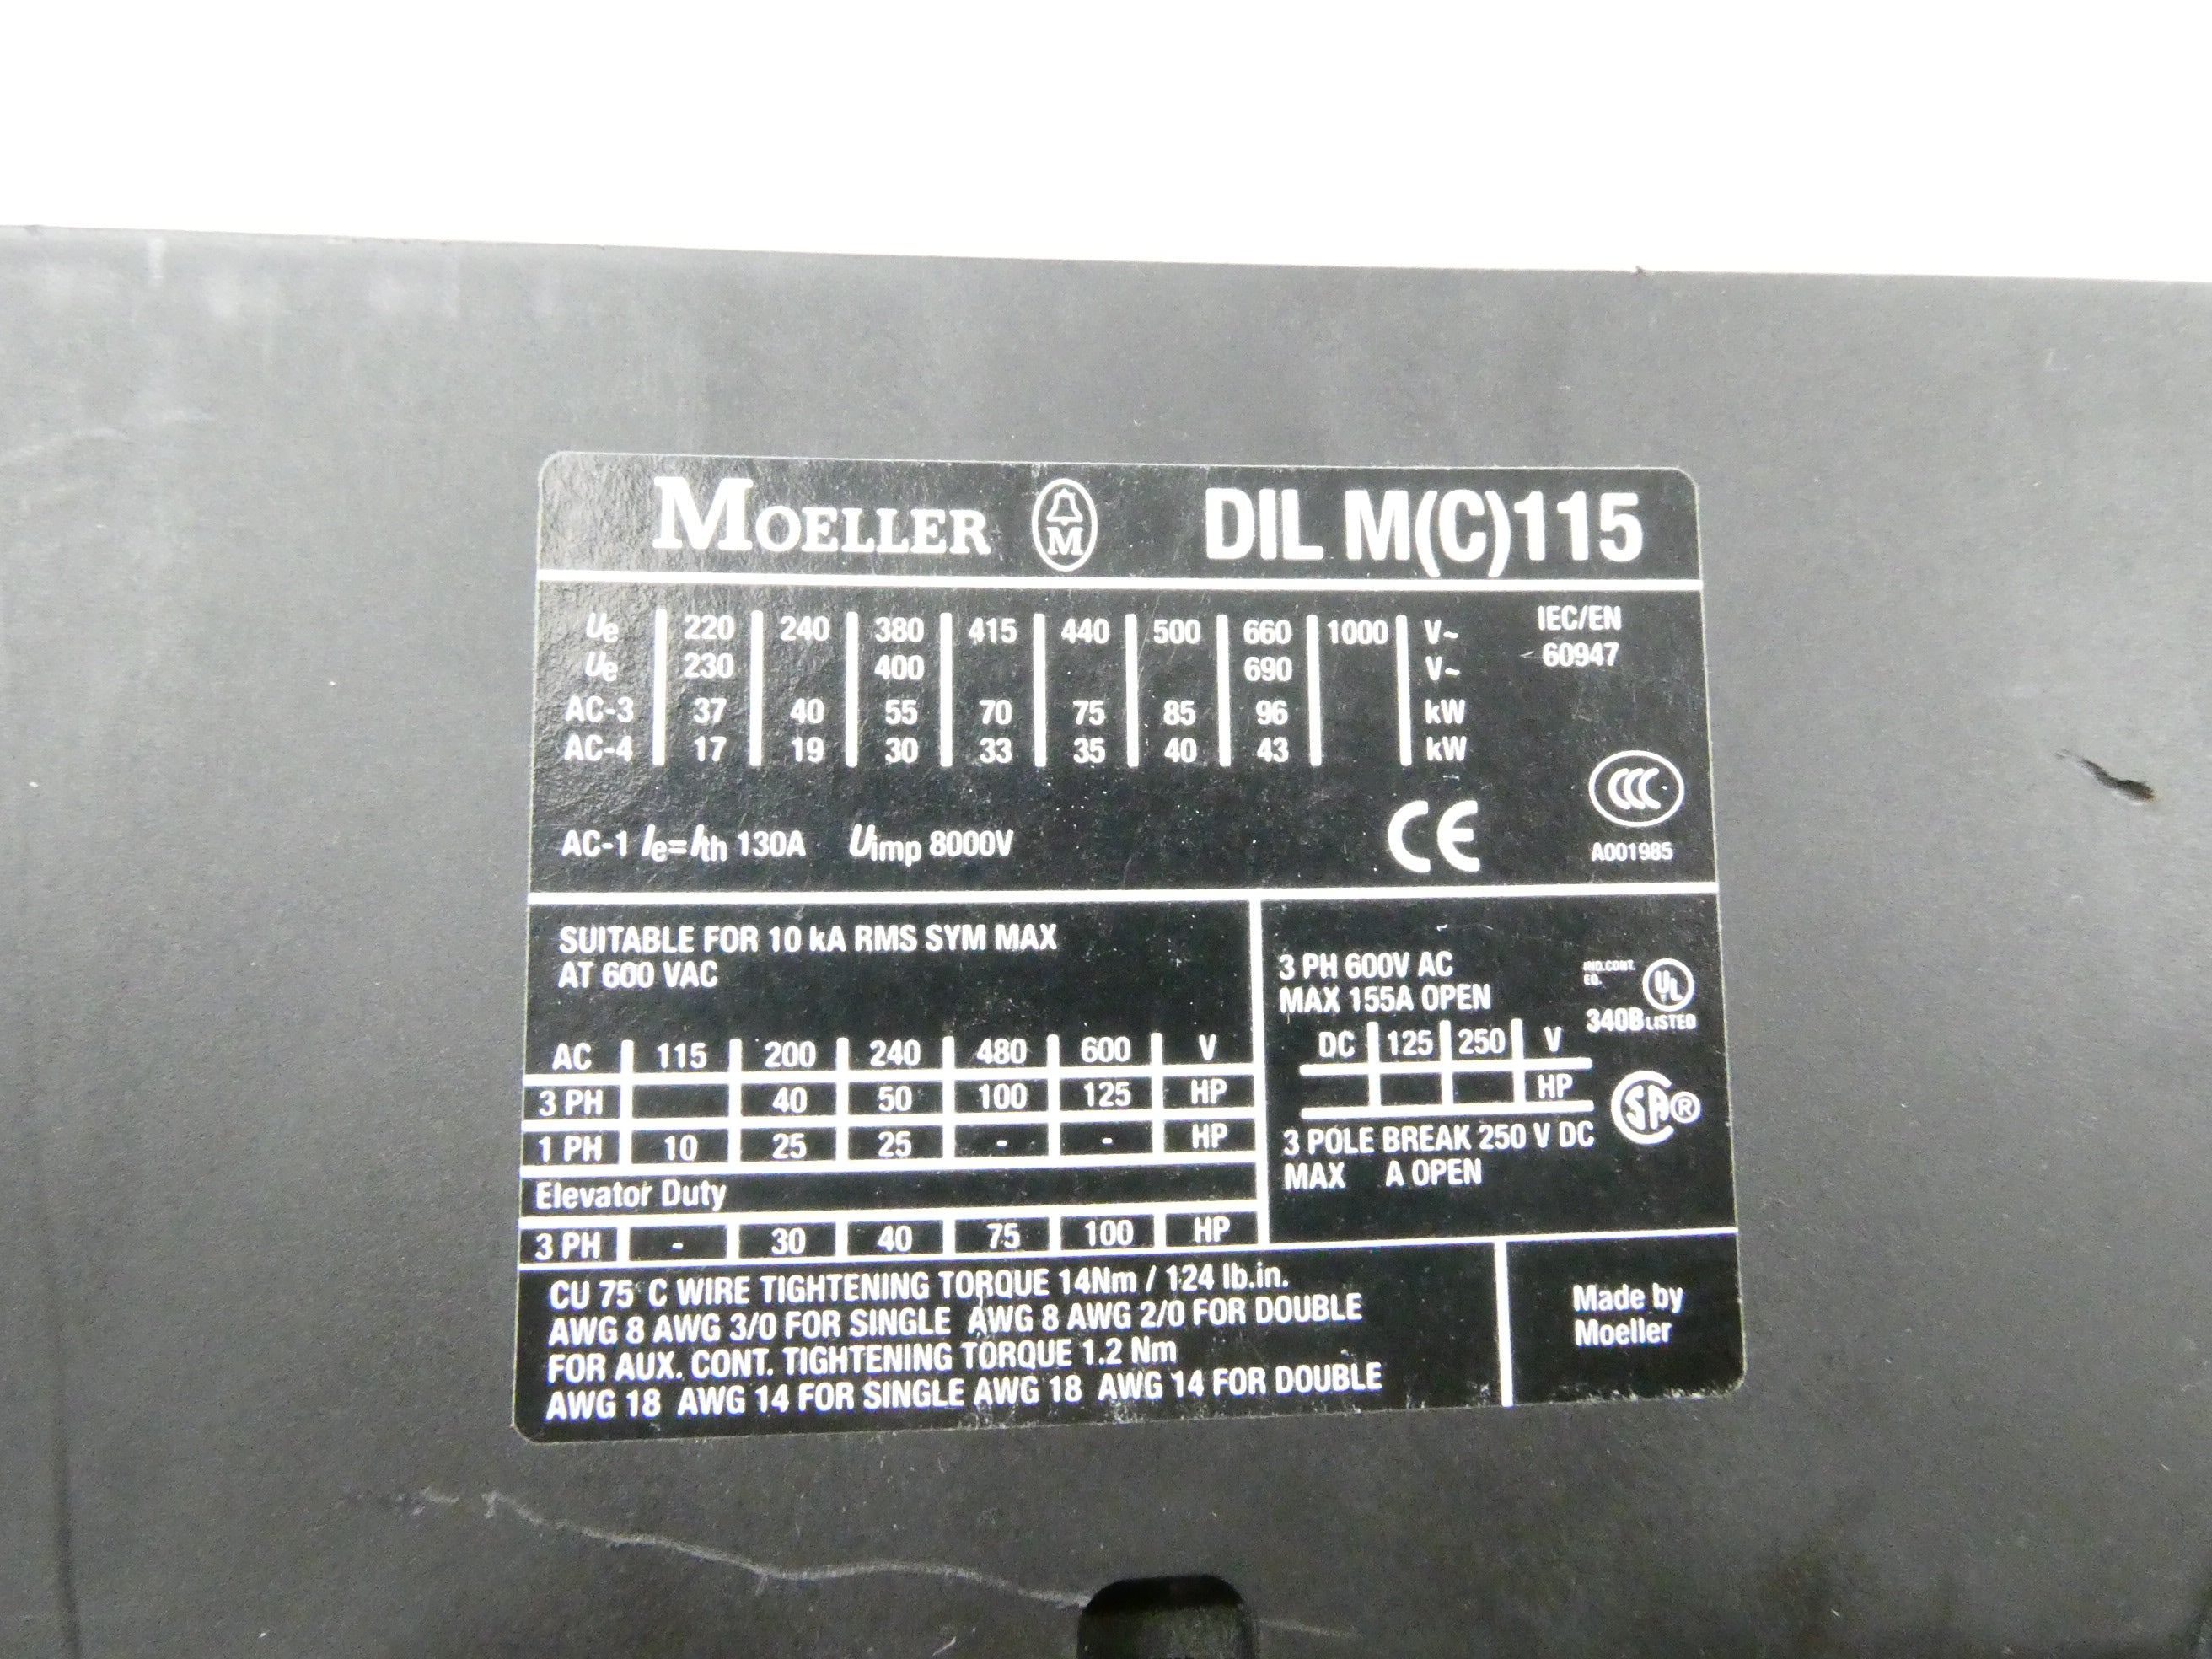 MOELLER M DIL M(C)115
Ue 220 240 380 415 440 500 660 1000 V~ IEC/EN
Ue 230 400 690 V~ 60947
AC-3 37 40 55 70 75 85 96 kW
AC-4 17 19 30 33 35 40 43 kW
CCC
AC-1 Ie=Ith 130A Uimp 8000V CE A001985
SUITABLE FOR 10 kA RMS SYM MAX
AT 600 VAC
AC 115 200 240 480 600 V
3 PH 40 50 100 125 HP
1 PH 10 25 25 - - HP
Elevator Duty
3 PH - 30 40 75 100 HP
3 PH 600V AC IND.CONT.
MAX 155A OPEN EQ. UL
340B LISTED
DC 125 250 V
HP
SA®
3 POLE BREAK 250 V DC
MAX A OPEN
CU 75°C WIRE TIGHTENING TORQUE 14Nm / 124 lb.in.
AWG 8 AWG 3/0 FOR SINGLE AWG 8 AWG 2/0 FOR DOUBLE
FOR AUX. CONT. TIGHTENING TORQUE 1.2 Nm
AWG 18 AWG 14 FOR SINGLE AWG 18 AWG 14 FOR DOUBLE
Made by
Moeller